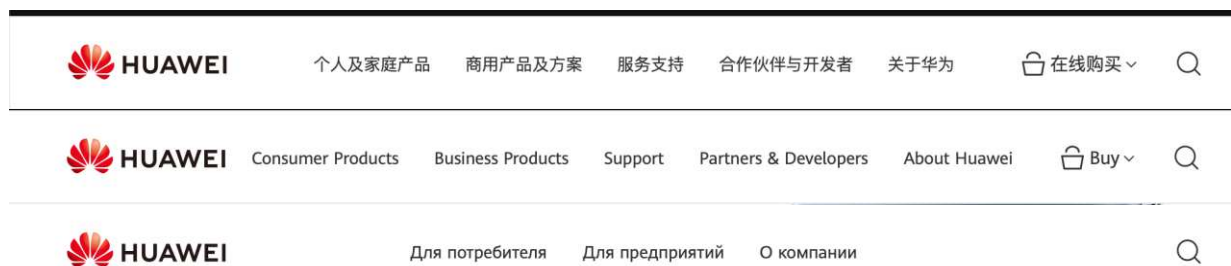 HUAWEI 个人及家庭产品 商用产品及方案 服务支持 合作伙伴与开发者 关于华为 在线购买
HUAWEI Consumer Products Business Products Support Partners & Developers About Huawei Buy
HUAWEI Для потребителя Для предприятий О компании